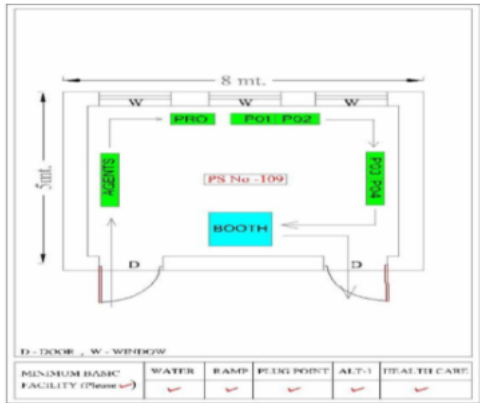 8 mt.
W W W
PRO P01 P02
5mt.
AGENTS
P03 P04
PS No -109
BOOTH
D D
D - DOOR , W - WINDOW
MINIMUM BASIC WATER RAMP PLUG POINT ALT-1 HEALTH CARE
FACILITY (Please ✓) ✓ ✓ ✓ ✓ ✓